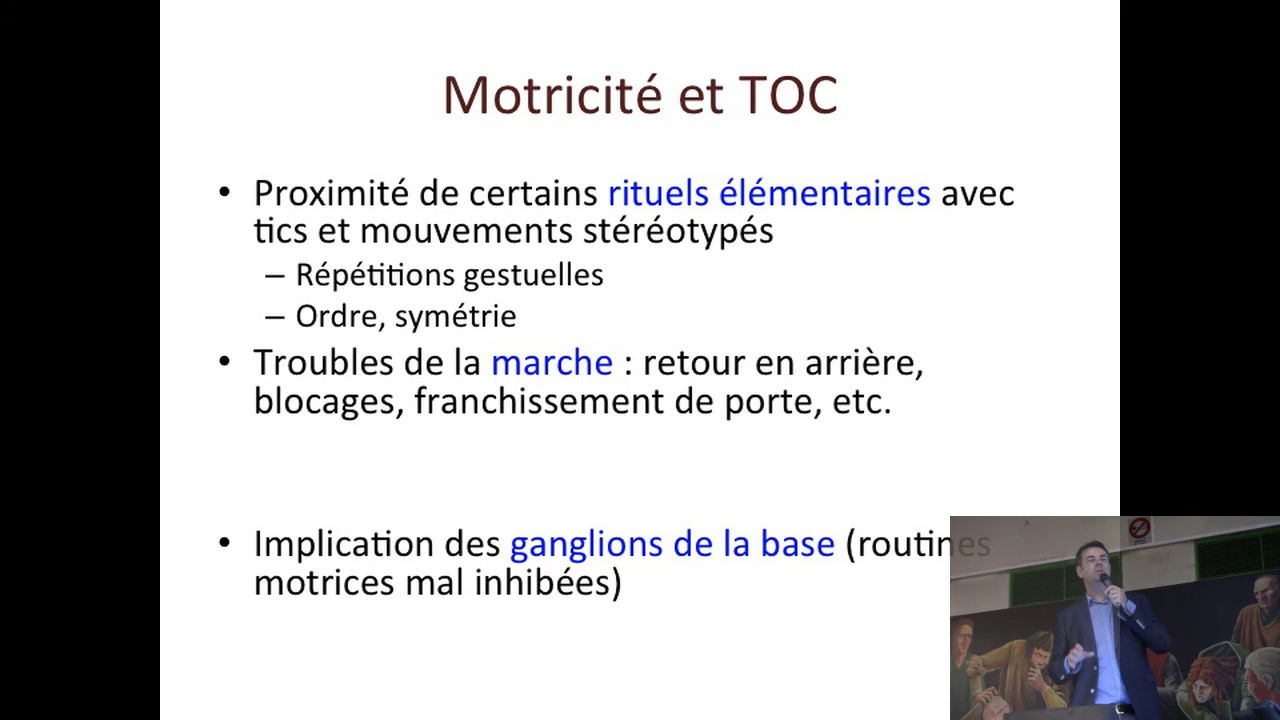 Motricité et TOC
• Proximité de certains rituels élémentaires avec
tics et mouvements stéréotypés
– Répétitions gestuelles
– Ordre, symétrie
• Troubles de la marche : retour en arrière,
blocages, franchissement de porte, etc.
• Implication des ganglions de la base (routines
motrices mal inhibées)